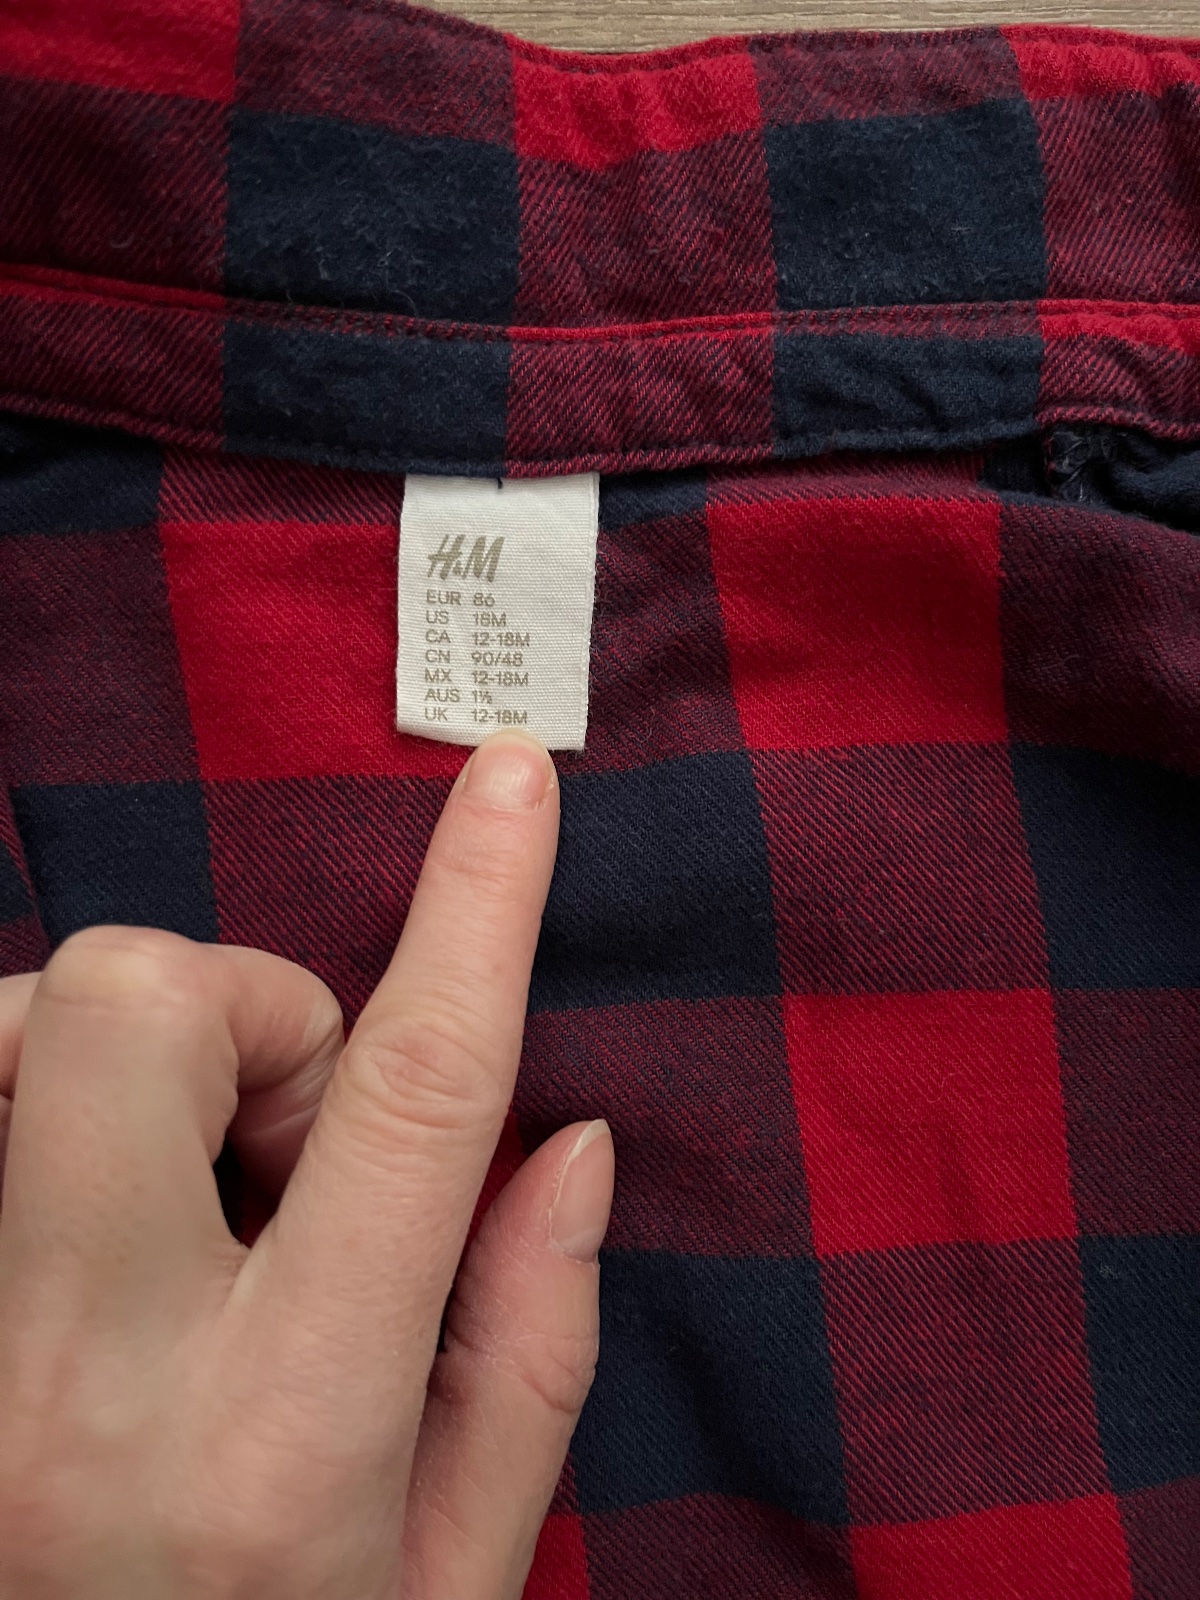 H&M
EUR 86
US 18M
CA 12-18M
CN 90/48
MX 12-18M
AUS 1½
UK 12-18M